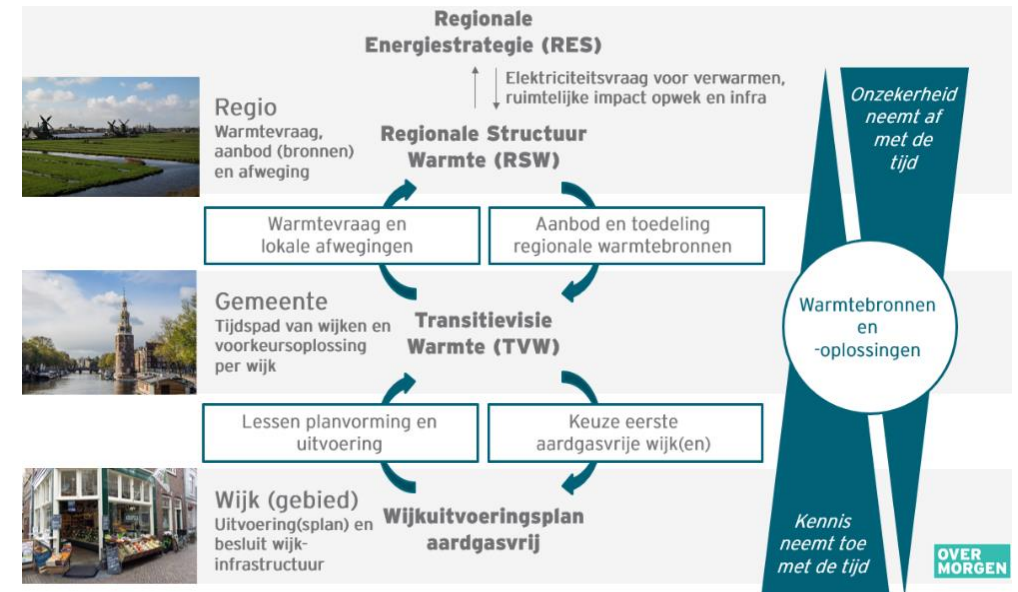 Regionale
Energiestrategie (RES)
Elektriciteitsvraag voor verwarmen,
ruimtelijke impact opwek en infra
Regio
Warmtevraag,
aanbod (bronnen)
en afweging
Regionale Structuur
Warmte (RSW)
Warmtevraag en
lokale afwegingen
Aanbod en toedeling
regionale warmtebronnen
Gemeente
Tijdspad van wijken en
voorkeursoplossing
per wijk
Transitievisie
Warmte (TVW)
Lessen planvorming en
uitvoering
Keuze eerste
aardgasvrije wijk(en)
Wijk (gebied)
Uitvoering(splan) en
besluit wijk-
infrastructuur
Wijkuitvoeringsplan
aardgasvrij
Onzekerheid
neemt af
met de
tijd
Warmtebronnen
en
-oplossingen
Kennis
neemt toe
met de tijd
OVER
MORGEN